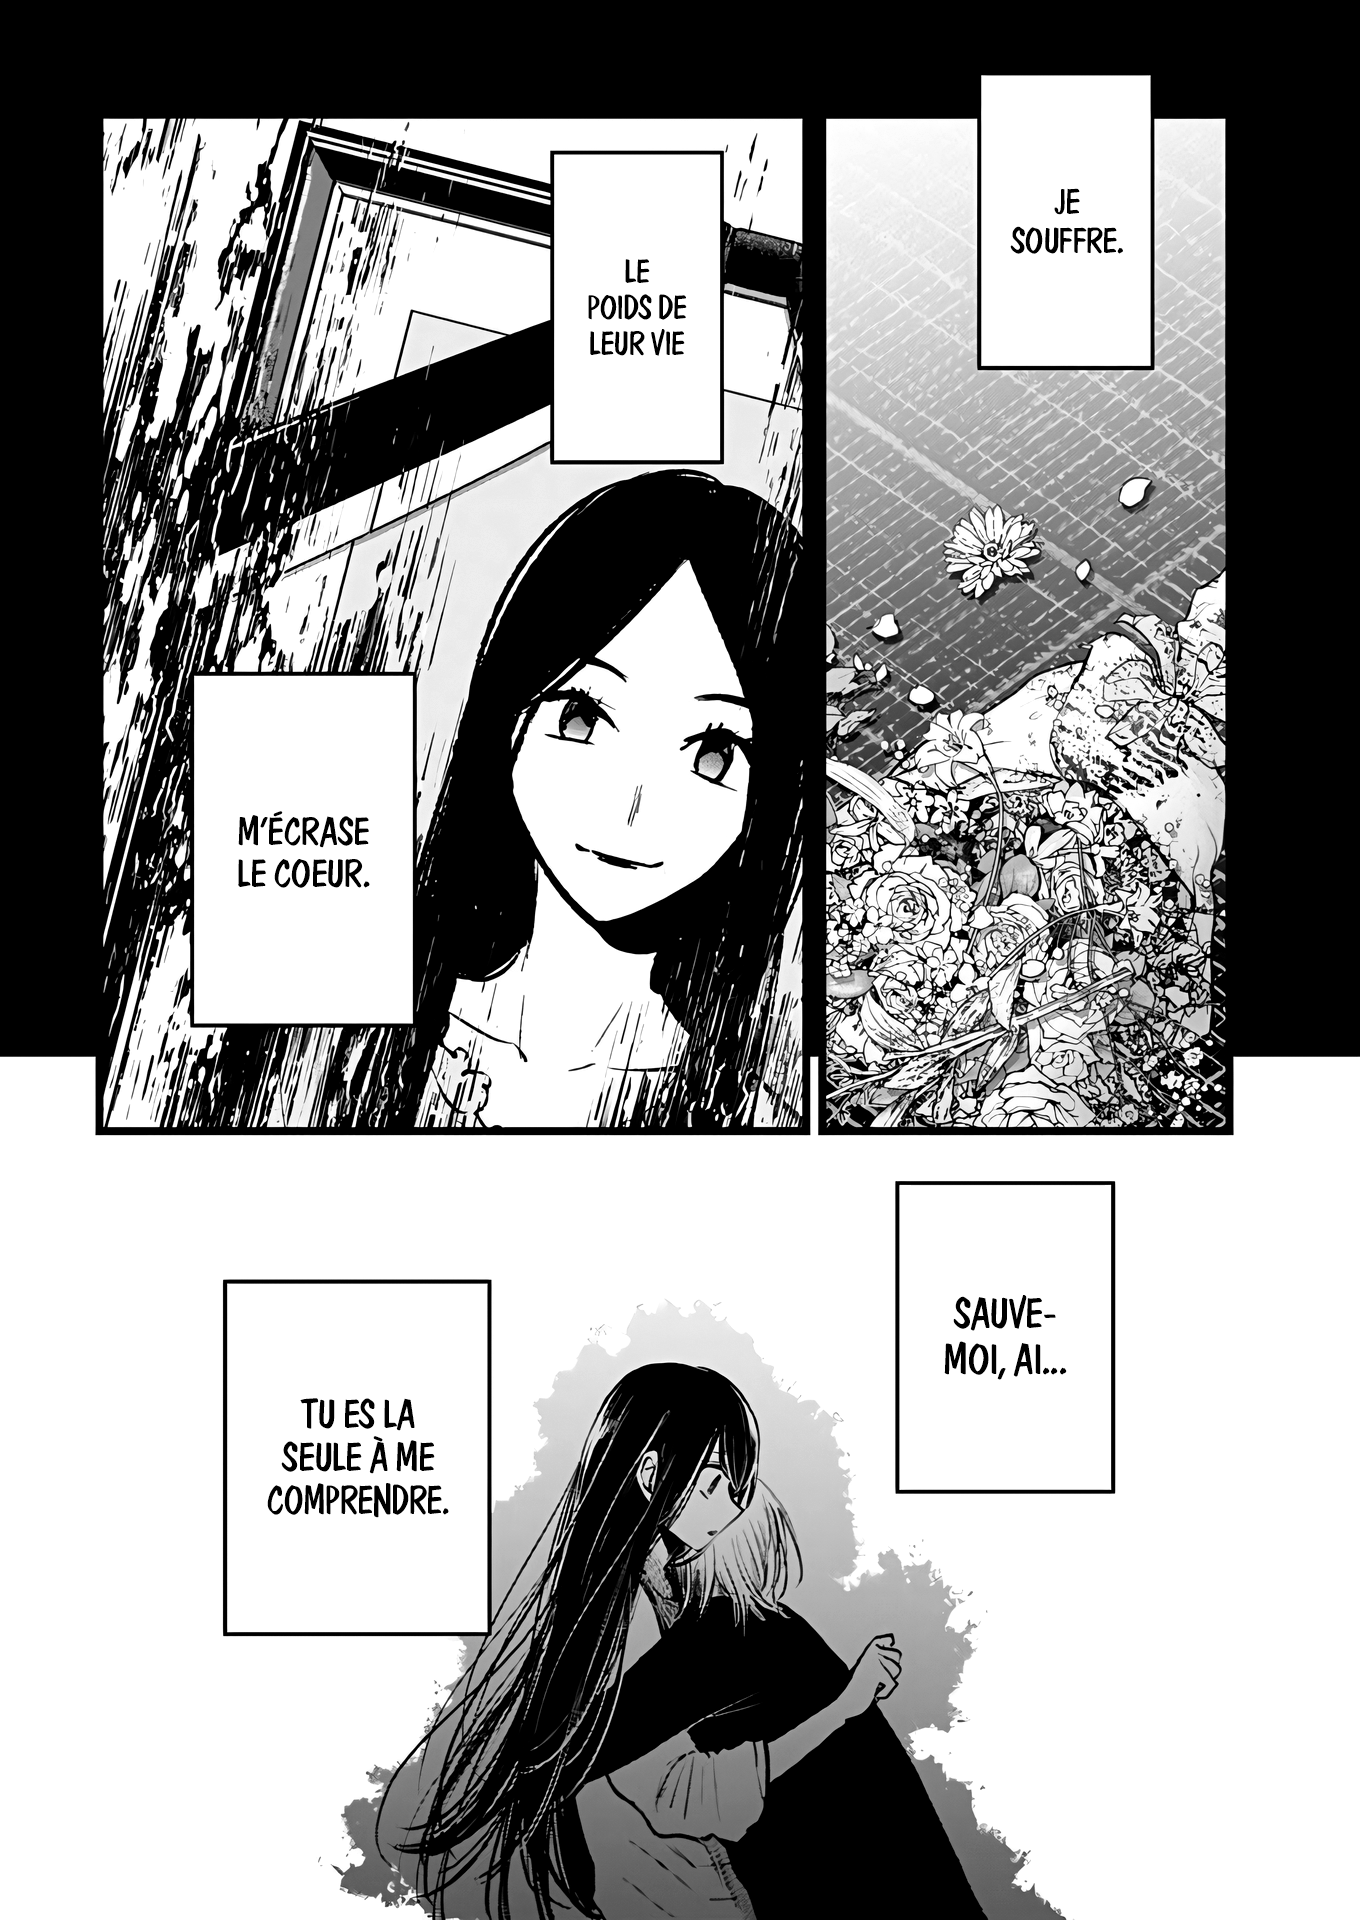 JE
SOUFFRE.
LE
POIDS DE
LEUR VIE
M'ÉCRASE
LE COEUR.
SAUVE-
MOI, AI...
TU ES LA
SEULE À ME
COMPRENDRE.